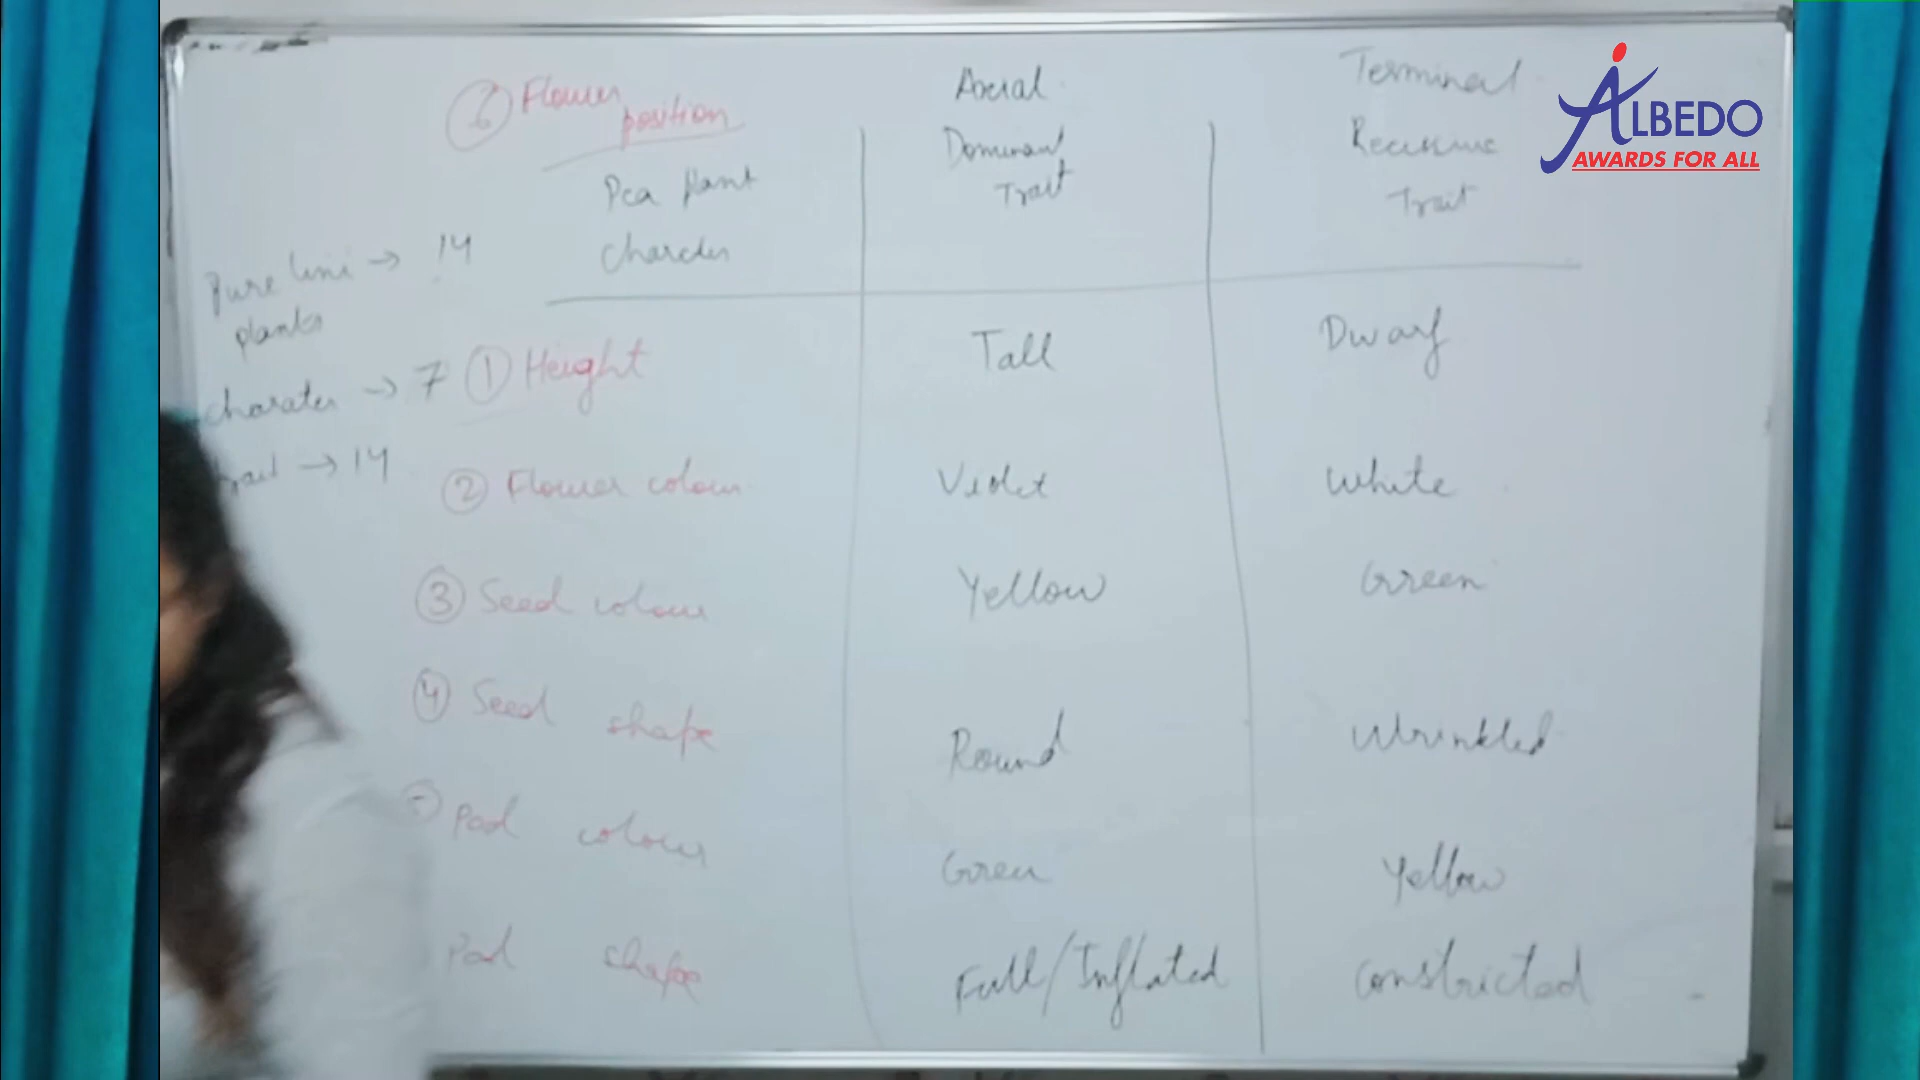 ⑥ Flower position
Axial
Terminal
Pea plant charcter
Dominant Trait
Recessive Trait
Pure line plants → 14
charater → 7
trait → 14
① Height
Tall
Dwarf
② Flower colour
Violet
White
③ Seed colour
Yellow
Green
④ Seed shape
Round
Wrinkled
Pod colour
Green
Yellow
Pod shape
Full/Inflated
Constricted
ALBEDO
AWARDS FOR ALL